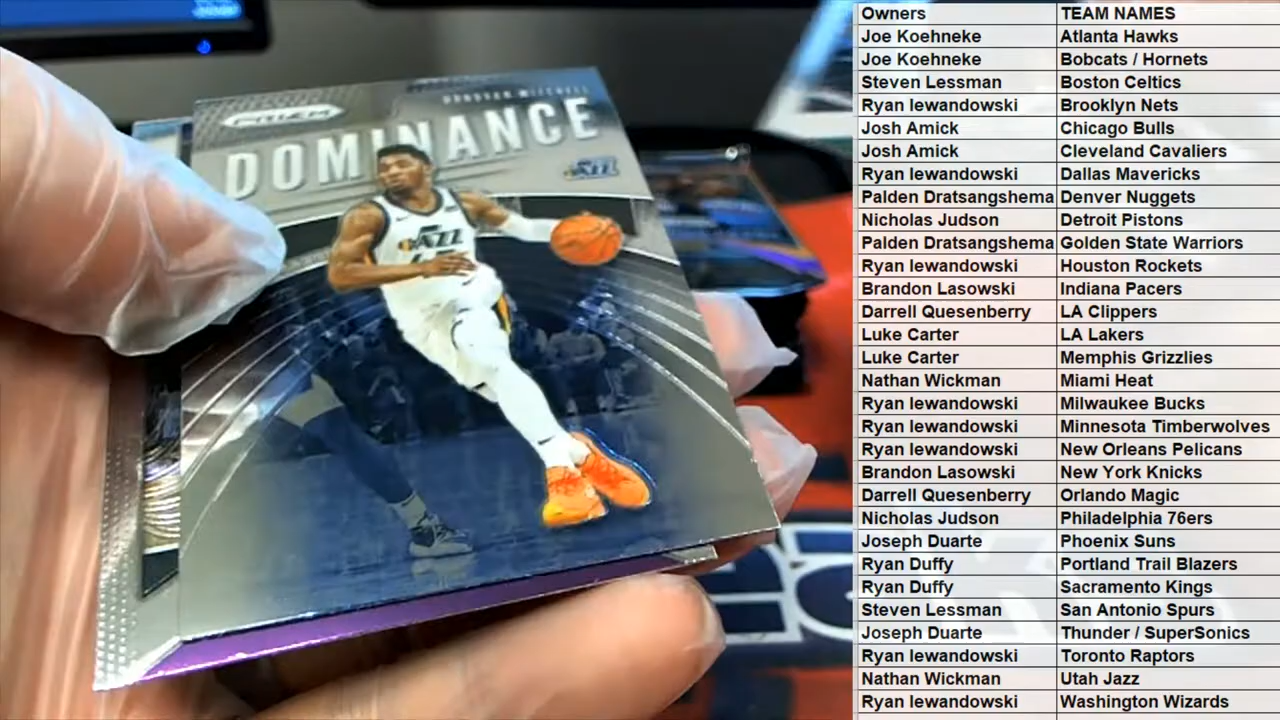 PRIZM
DONOVAN MITCHELL
DOMINANCE
JAZZ
JAZZ
Owners TEAM NAMES
Joe Koehneke Atlanta Hawks
Joe Koehneke Bobcats / Hornets
Steven Lessman Boston Celtics
Ryan lewandowski Brooklyn Nets
Josh Amick Chicago Bulls
Josh Amick Cleveland Cavaliers
Ryan lewandowski Dallas Mavericks
Palden Dratsangshema Denver Nuggets
Nicholas Judson Detroit Pistons
Palden Dratsangshema Golden State Warriors
Ryan lewandowski Houston Rockets
Brandon Lasowski Indiana Pacers
Darrell Quesenberry LA Clippers
Luke Carter LA Lakers
Luke Carter Memphis Grizzlies
Nathan Wickman Miami Heat
Ryan lewandowski Milwaukee Bucks
Ryan lewandowski Minnesota Timberwolves
Ryan lewandowski New Orleans Pelicans
Brandon Lasowski New York Knicks
Darrell Quesenberry Orlando Magic
Nicholas Judson Philadelphia 76ers
Joseph Duarte Phoenix Suns
Ryan Duffy Portland Trail Blazers
Ryan Duffy Sacramento Kings
Steven Lessman San Antonio Spurs
Joseph Duarte Thunder / SuperSonics
Ryan lewandowski Toronto Raptors
Nathan Wickman Utah Jazz
Ryan lewandowski Washington Wizards